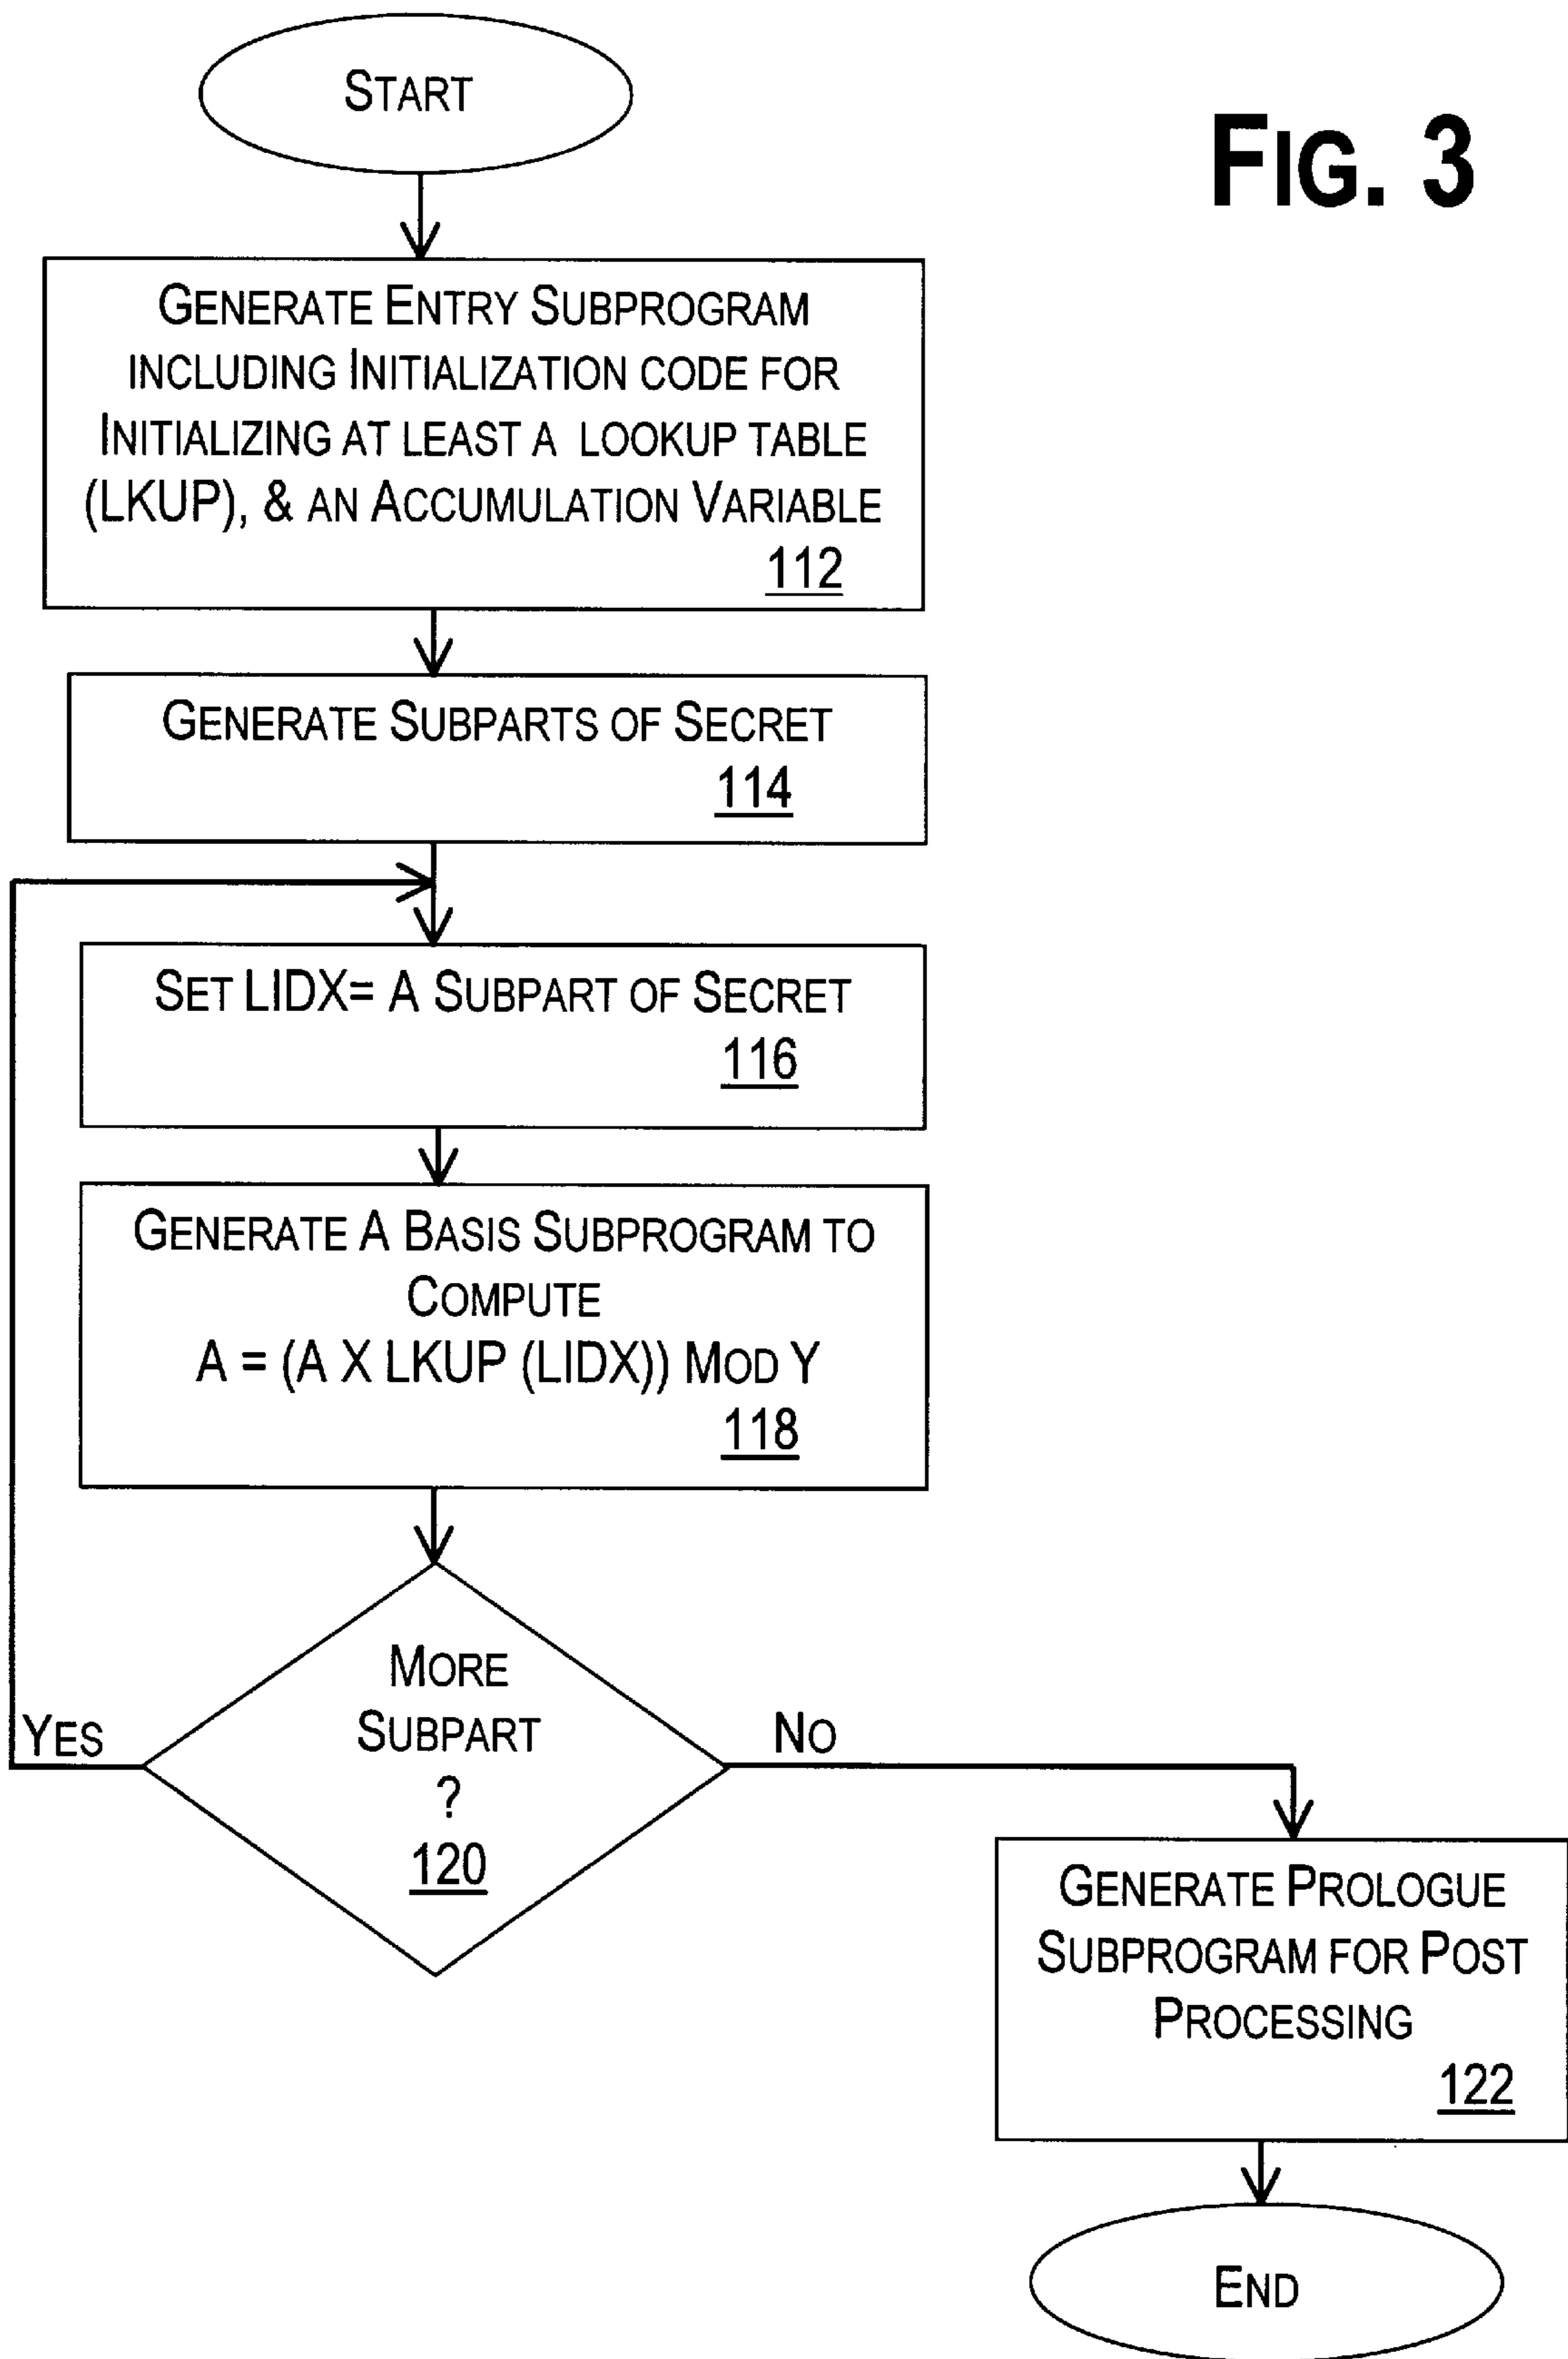 START
FIG. 3
GENERATE ENTRY SUBPROGRAM
INCLUDING INITIALIZATION CODE FOR
INITIALIZING AT LEAST A LOOKUP TABLE
(LKUP), & AN ACCUMULATION VARIABLE
112
GENERATE SUBPARTS OF SECRET
114
SET LIDX= A SUBPART OF SECRET
116
GENERATE A BASIS SUBPROGRAM TO
COMPUTE
A = (A X LKUP (LIDX)) MOD Y
118
MORE
SUBPART
?
120
YES
NO
GENERATE PROLOGUE
SUBPROGRAM FOR POST
PROCESSING
122
END